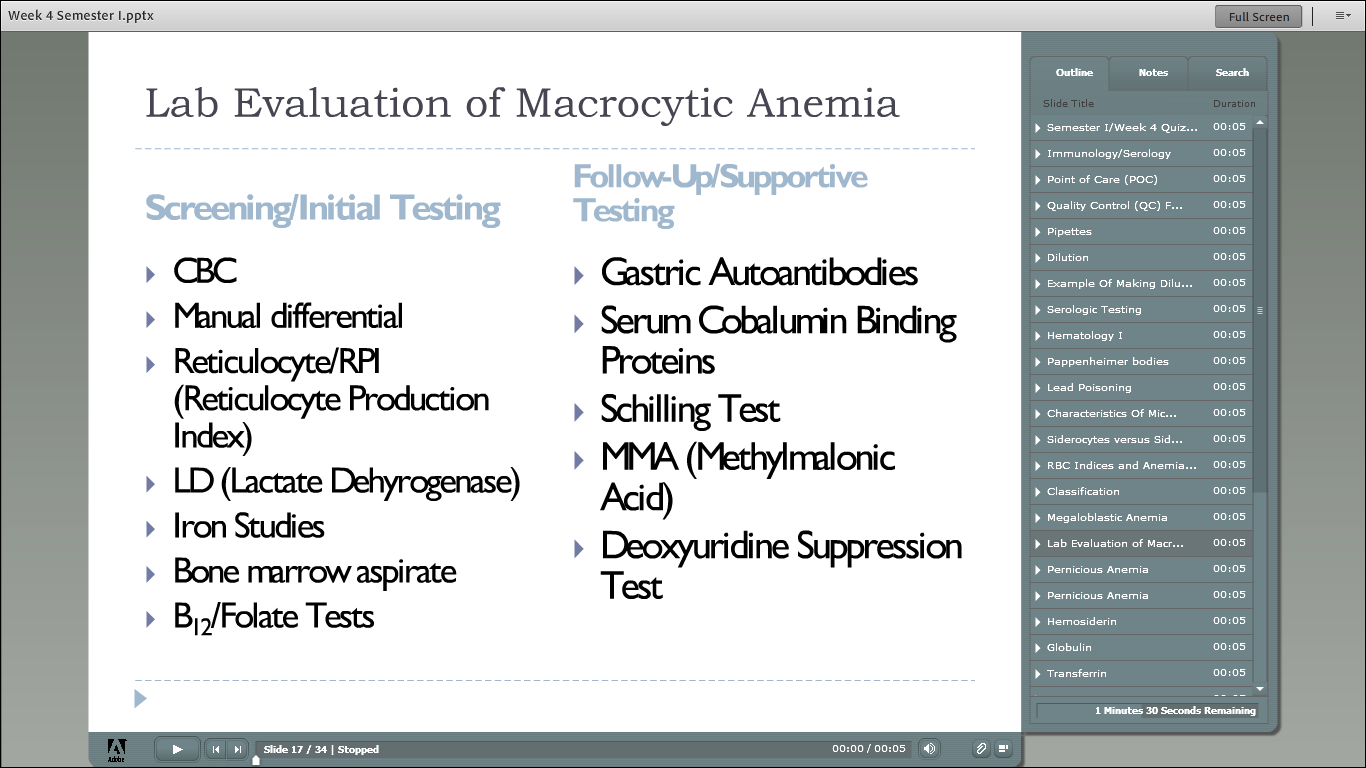 Week 4 Semester I.pptx
Full Screen
Lab Evaluation of Macrocytic Anemia
Screening/Initial Testing
CBC
Manual differential
Reticulocyte/RPI
(Reticulocyte Production
Index)
LD (Lactate Dehyrogenase)
Iron Studies
Bone marrow aspirate
B12/Folate Tests
Follow-Up/Supportive
Testing
Gastric Autoantibodies
Serum Cobalumin Binding
Proteins
Schilling Test
MMA (Methylmalonic
Acid)
Deoxyuridine Suppression
Test
Outline Notes Search
Slide Title Duration
Semester I/Week 4 Quiz... 00:05
Immunology/Serology 00:05
Point of Care (POC) 00:05
Quality Control (QC) F... 00:05
Pipettes 00:05
Dilution 00:05
Example Of Making Dilu... 00:05
Serologic Testing 00:05
Hematology I 00:05
Pappenheimer bodies 00:05
Lead Poisoning 00:05
Characteristics Of Mic... 00:05
Siderocytes versus Sid... 00:05
RBC Indices and Anemia... 00:05
Classification 00:05
Megaloblastic Anemia 00:05
Lab Evaluation of Macr... 00:05
Pernicious Anemia 00:05
Pernicious Anemia 00:05
Hemosiderin 00:05
Globulin 00:05
Transferrin 00:05
1 Minutes 30 Seconds Remaining
Adobe
Slide 17 / 34 | Stopped
00:00 / 00:05